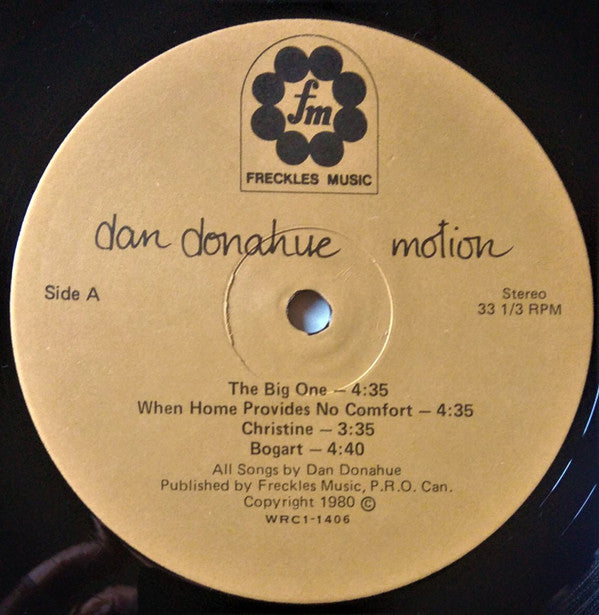 fm
FRECKLES MUSIC
dan donahue motion
Side A
Stereo
33 1/3 RPM
The Big One – 4:35
When Home Provides No Comfort – 4:35
Christine – 3:35
Bogart – 4:40
All Songs by Dan Donahue
Published by Freckles Music, P.R.O. Can.
Copyright 1980 ©
WRC1-1406